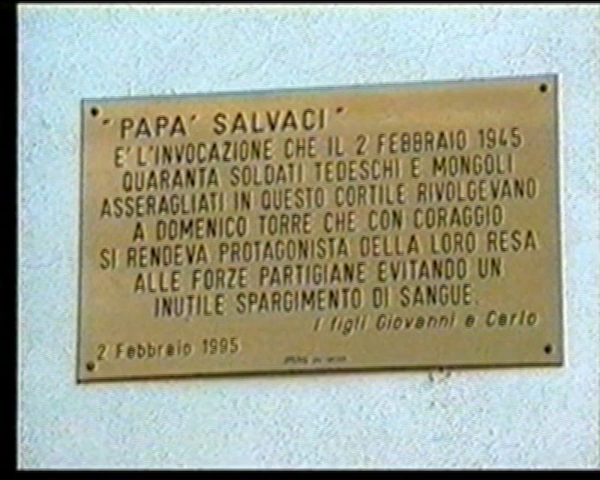 "PAPA' SALVACI"
E' L'INVOCAZIONE CHE IL 2 FEBBRAIO 1945
QUARANTA SOLDATI TEDESCHI E MONGOLI
ASSERAGLIATI IN QUESTO CORTILE RIVOLGEVANO
A DOMENICO TORRE CHE CON CORAGGIO
SI RENDEVA PROTAGONISTA DELLA LORO RESA
ALLE FORZE PARTIGIANE EVITANDO UN
INUTILE SPARGIMENTO DI SANGUE.
I figli Giovanni e Carlo
2 Febbraio 1995